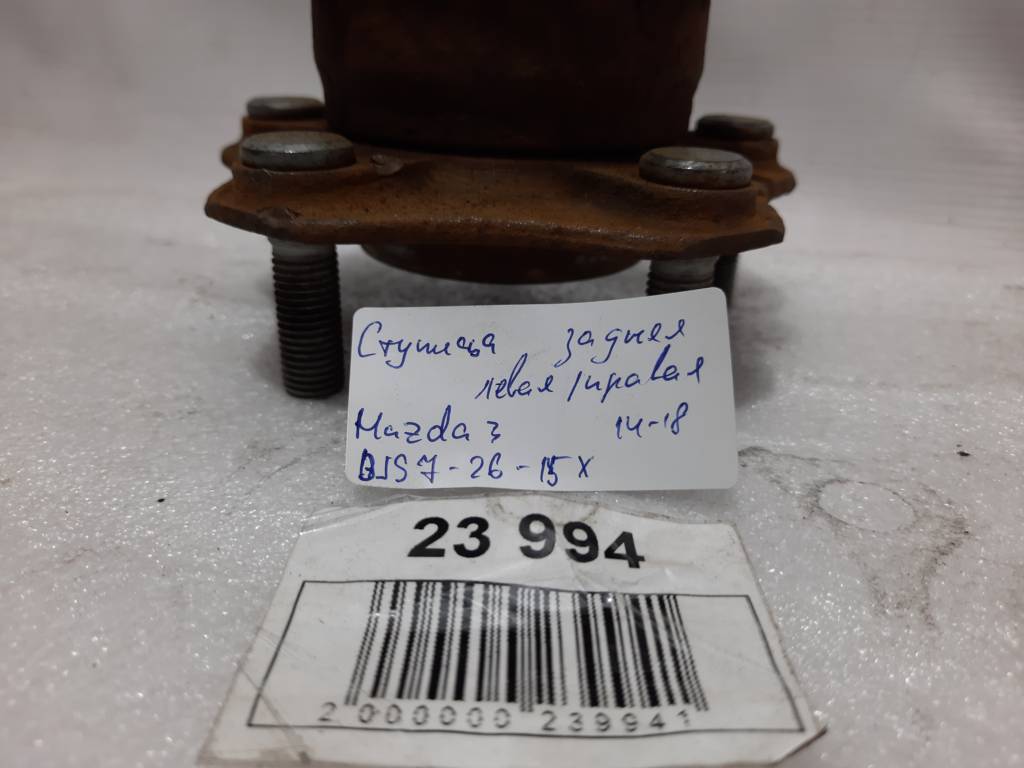 Ступица задняя
левая/правая
Mazda 3 14-18
BJS7-26-15X
23 994
2 000000 239941